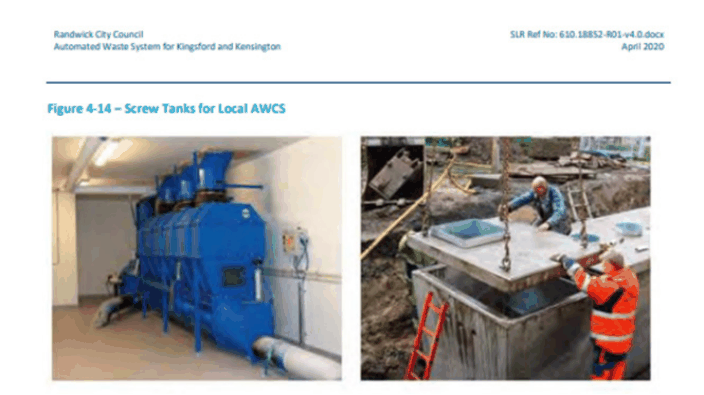 Randwick City Council
Automated Waste System for Kingsford and Kensington
SLR Ref No: 610.18852-R01-v4.0.docx
April 2020
Figure 4-14 – Screw Tanks for Local AWCS